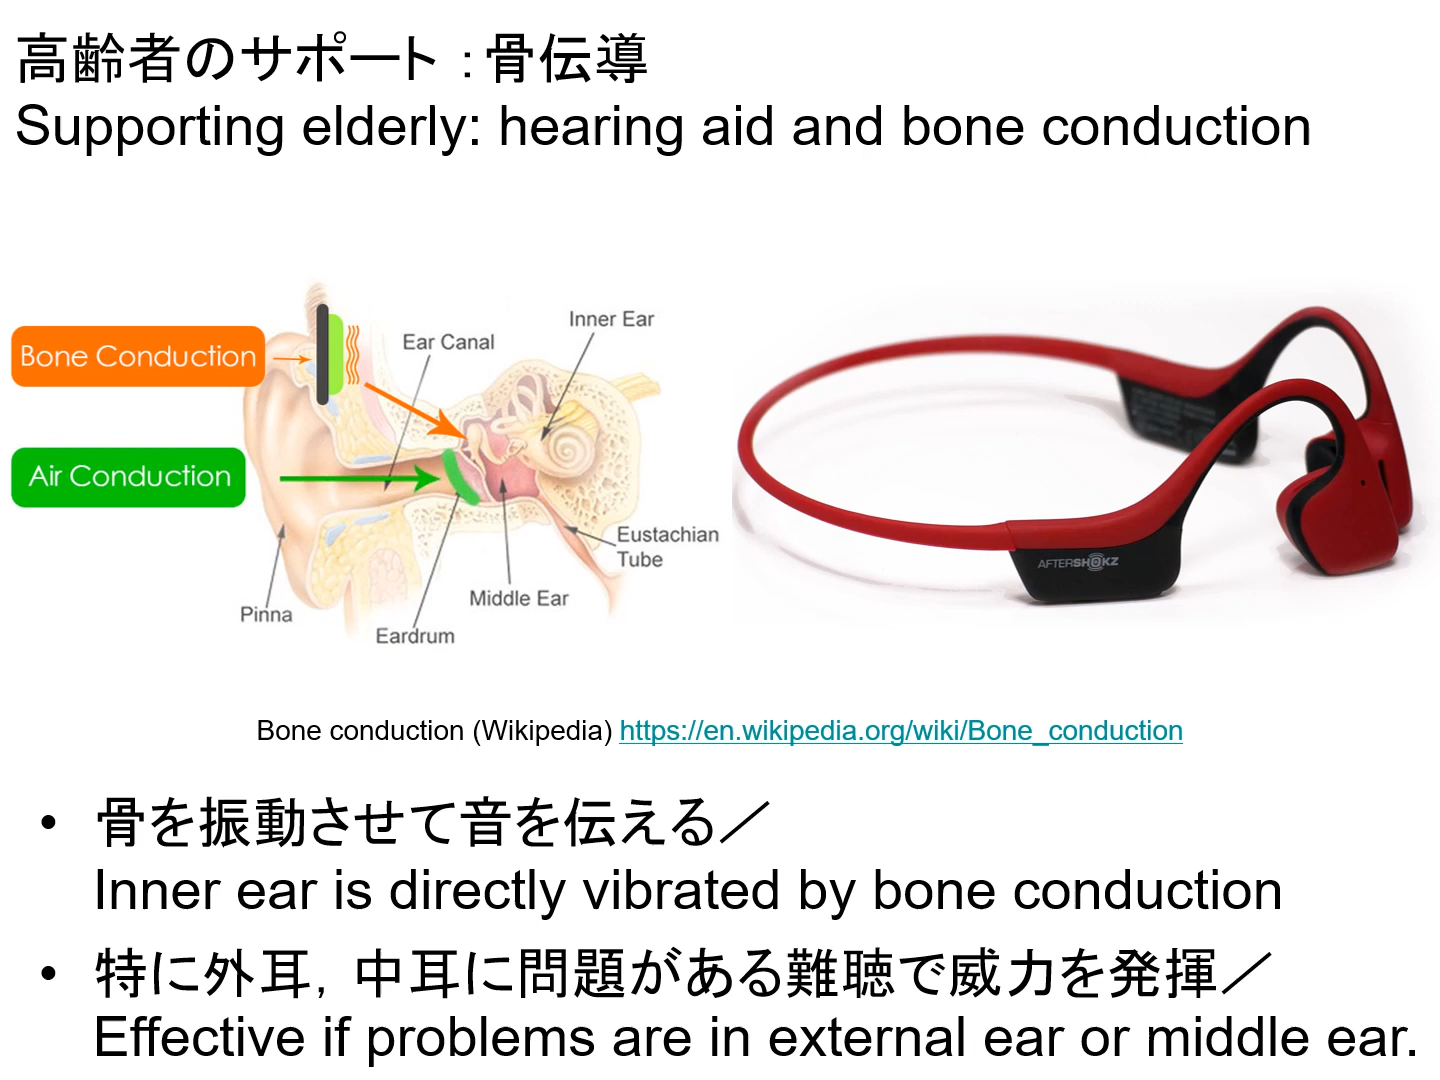 高齢者のサポート：骨伝導
Supporting elderly: hearing aid and bone conduction
Bone Conduction
Air Conduction
Ear Canal
Inner Ear
Eustachian
Tube
Middle Ear
Pinna
Eardrum
AFTERSHOKZ
Bone conduction (Wikipedia) https://en.wikipedia.org/wiki/Bone_conduction
• 骨を振動させて音を伝える／
Inner ear is directly vibrated by bone conduction
• 特に外耳，中耳に問題がある難聴で威力を発揮／
Effective if problems are in external ear or middle ear.